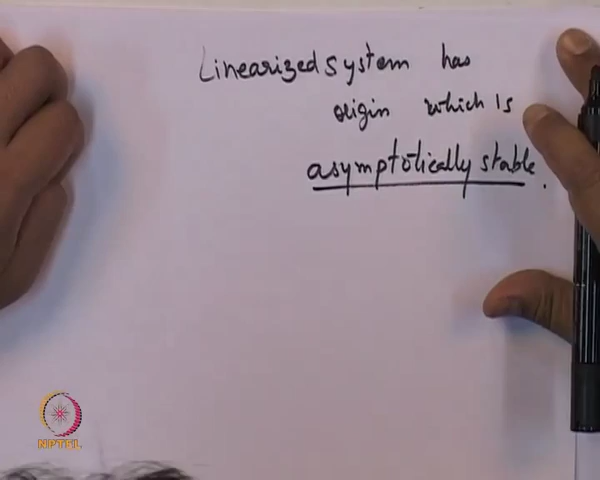 Linearized system has
origin which is
asymptotically stable.
NPTEL